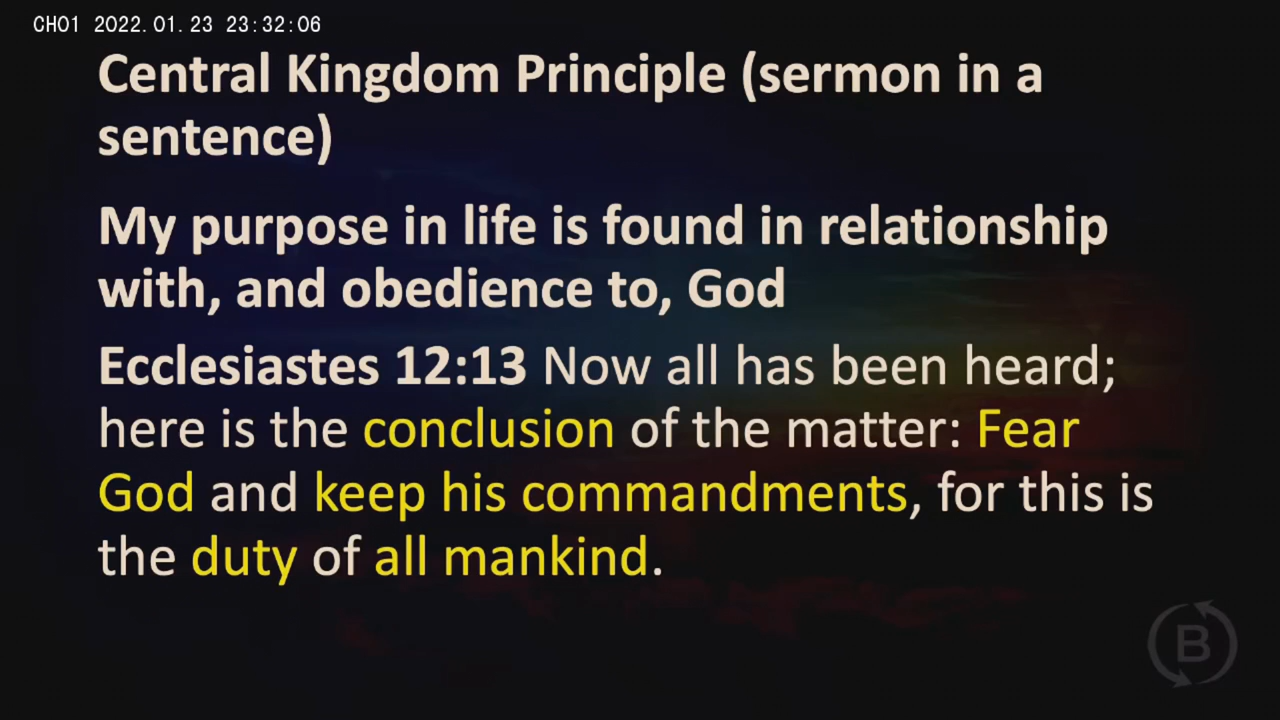 CH01 2022.01.23 23:32:06
Central Kingdom Principle (sermon in a
sentence)
My purpose in life is found in relationship
with, and obedience to, God
Ecclesiastes 12:13 Now all has been heard;
here is the conclusion of the matter: Fear
God and keep his commandments, for this is
the duty of all mankind.
B